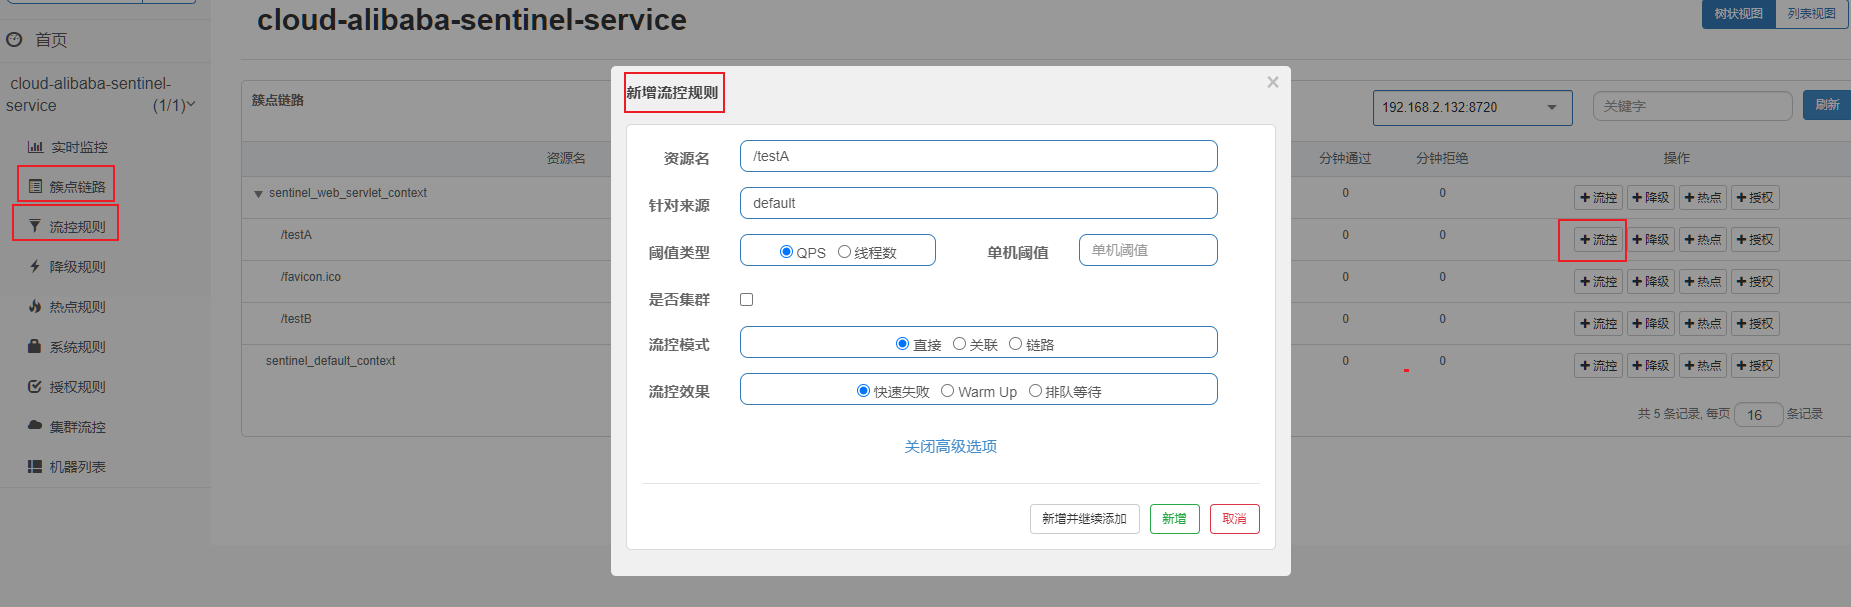 cloud-alibaba-sentinel-service
树状视图 列表视图
首页
cloud-alibaba-sentinel-
service (1/1)
实时监控
簇点链路
流控规则
降级规则
热点规则
系统规则
授权规则
集群流控
机器列表
簇点链路
192.168.2.132:8720 关键字 刷新
资源名 分钟通过 分钟拒绝 操作
sentinel_web_servlet_context 0 0 流控 降级 热点 授权
/testA 0 0 流控 降级 热点 授权
/favicon.ico 0 0 流控 降级 热点 授权
/testB 0 0 流控 降级 热点 授权
sentinel_default_context 0 0 流控 降级 热点 授权
共 5 条记录, 每页 16 条记录
新增流控规则 ×
资源名 /testA
针对来源 default
阈值类型 QPS 线程数 单机阈值 单机阈值
是否集群
流控模式 直接 关联 链路
流控效果 快速失败 Warm Up 排队等待
关闭高级选项
新增并继续添加 新增 取消